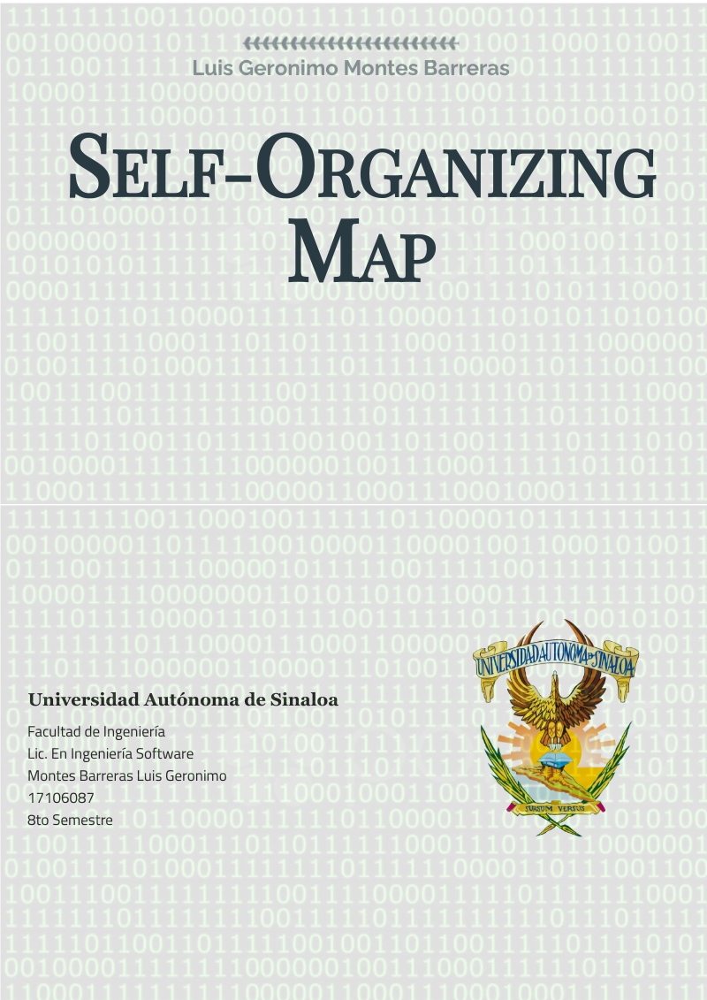 Luis Geronimo Montes Barreras
SELF-ORGANIZING
MAP
UNIVERSIDAD AUTONOMA DE SINALOA
SURSUM VERSUS
Universidad Autónoma de Sinaloa
Facultad de Ingeniería
Lic. En Ingeniería Software
Montes Barreras Luis Geronimo
17106087
8to Semestre